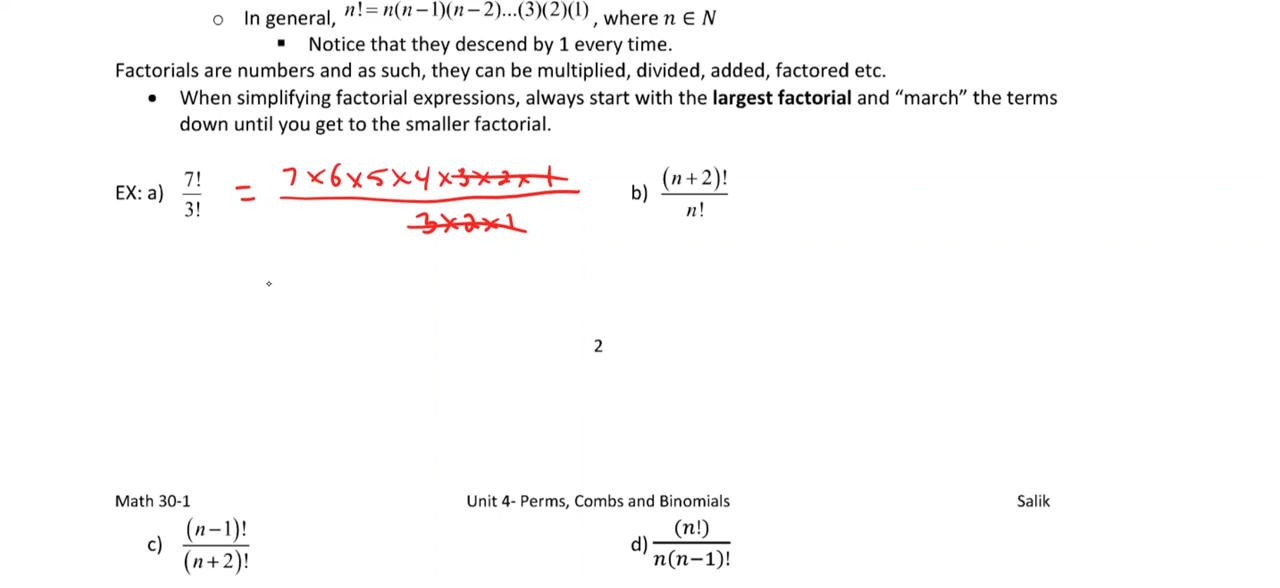 ○ In general, n! = n(n−1)(n−2)...(3)(2)(1), where n ∈ N
▪ Notice that they descend by 1 every time.
Factorials are numbers and as such, they can be multiplied, divided, added, factored etc.
• When simplifying factorial expressions, always start with the largest factorial and “march” the terms
down until you get to the smaller factorial.
EX: a) 7!/3! = 7×6×5×4×3×2×1/3×2×1 b) (n+2)!/n!
2
Math 30-1 Unit 4- Perms, Combs and Binomials Salik
c) (n−1)!/(n+2)! d) (n!)/n(n−1)!